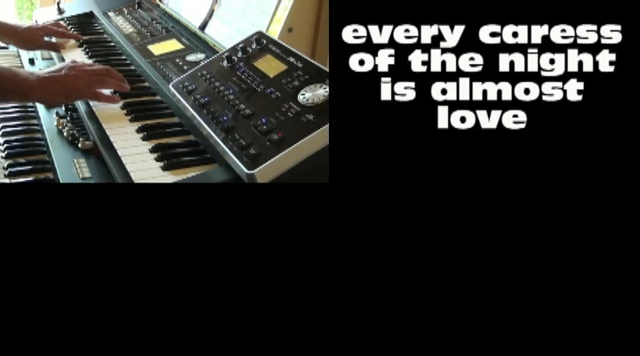 every caress
of the night
is almost
love